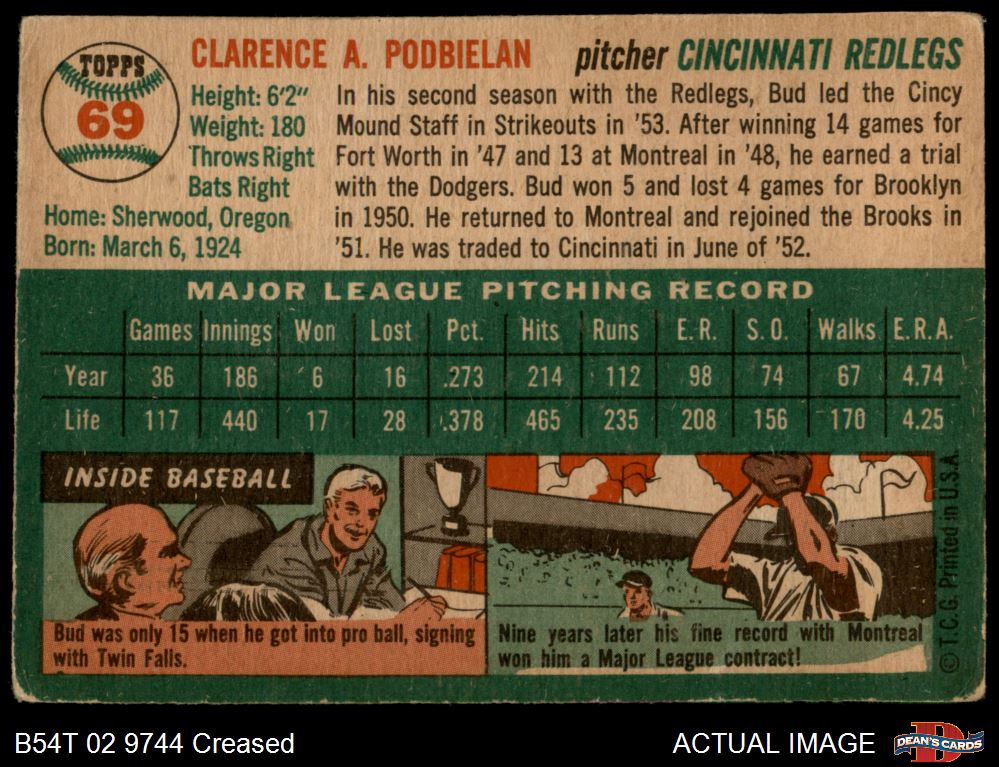 TOPPS
69
CLARENCE A. PODBIELAN pitcher CINCINNATI REDLEGS
Height: 6'2"
Weight: 180
Throws Right
Bats Right
Home: Sherwood, Oregon
Born: March 6, 1924
In his second season with the Redlegs, Bud led the Cincy
Mound Staff in Strikeouts in '53. After winning 14 games for
Fort Worth in '47 and 13 at Montreal in '48, he earned a trial
with the Dodgers. Bud won 5 and lost 4 games for Brooklyn
in 1950. He returned to Montreal and rejoined the Brooks in
'51. He was traded to Cincinnati in June of '52.
MAJOR LEAGUE PITCHING RECORD
Games Innings Won Lost Pct. Hits Runs E.R. S.O. Walks E.R.A.
Year 36 186 6 16 .273 214 112 98 74 67 4.74
Life 117 440 17 28 .378 465 235 208 156 170 4.25
INSIDE BASEBALL
Bud was only 15 when he got into pro ball, signing
with Twin Falls.
Nine years later his fine record with Montreal
won him a Major League contract!
© T.C.G. Printed in U.S.A.
B54T 02 9744 Creased
ACTUAL IMAGE
DEAN'S CARDS